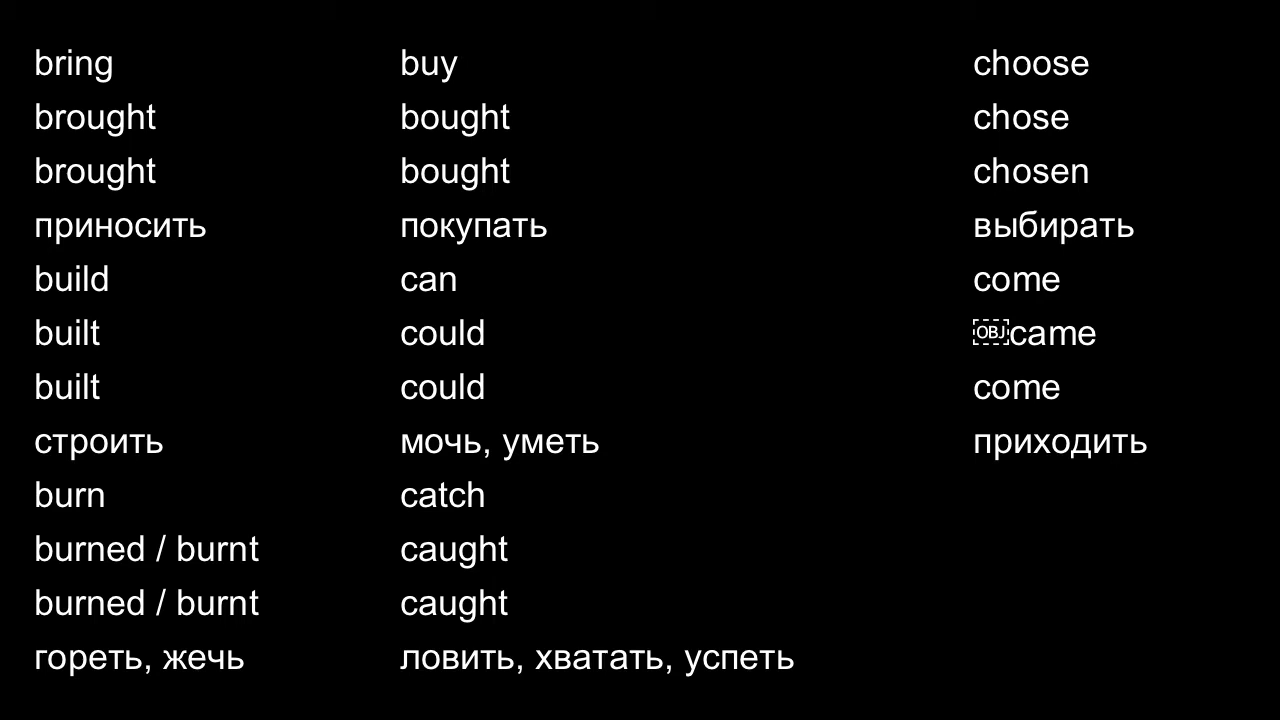 bring
brought
brought
приносить
build
built
built
строить
burn
burned / burnt
burned / burnt
гореть, жечь
buy
bought
bought
покупать
can
could
could
мочь, уметь
catch
caught
caught
ловить, хватать, успеть
choose
chose
chosen
выбирать
come
￼came
come
приходить